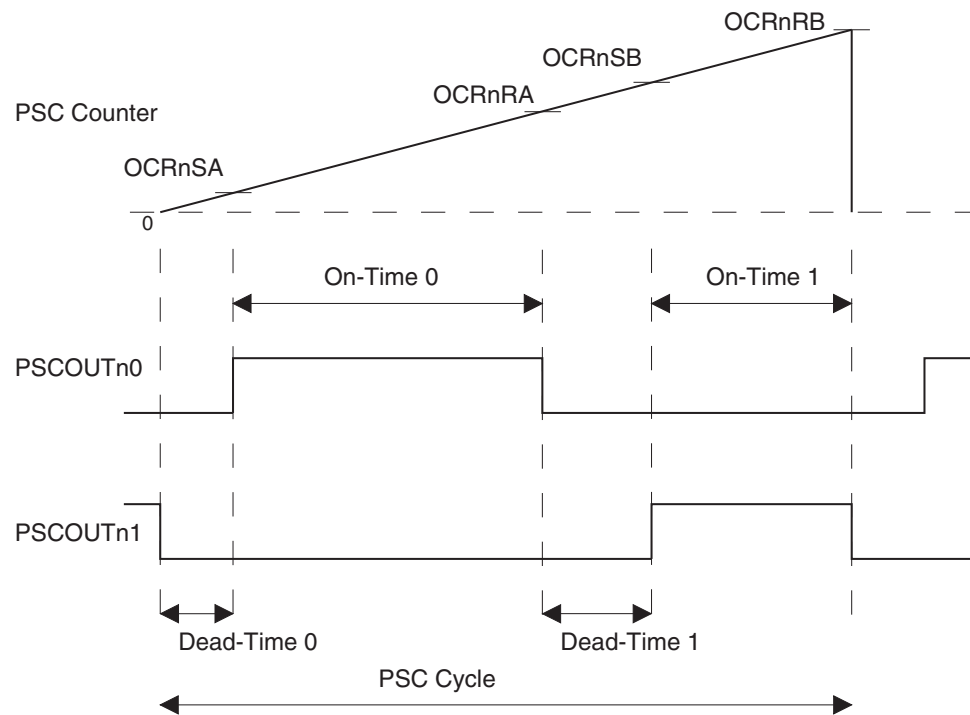 OCRnRB
OCRnSB
OCRnRA
PSC Counter
OCRnSA
0
On-Time 0
On-Time 1
PSCOUTn0
PSCOUTn1
Dead-Time 0
Dead-Time 1
PSC Cycle